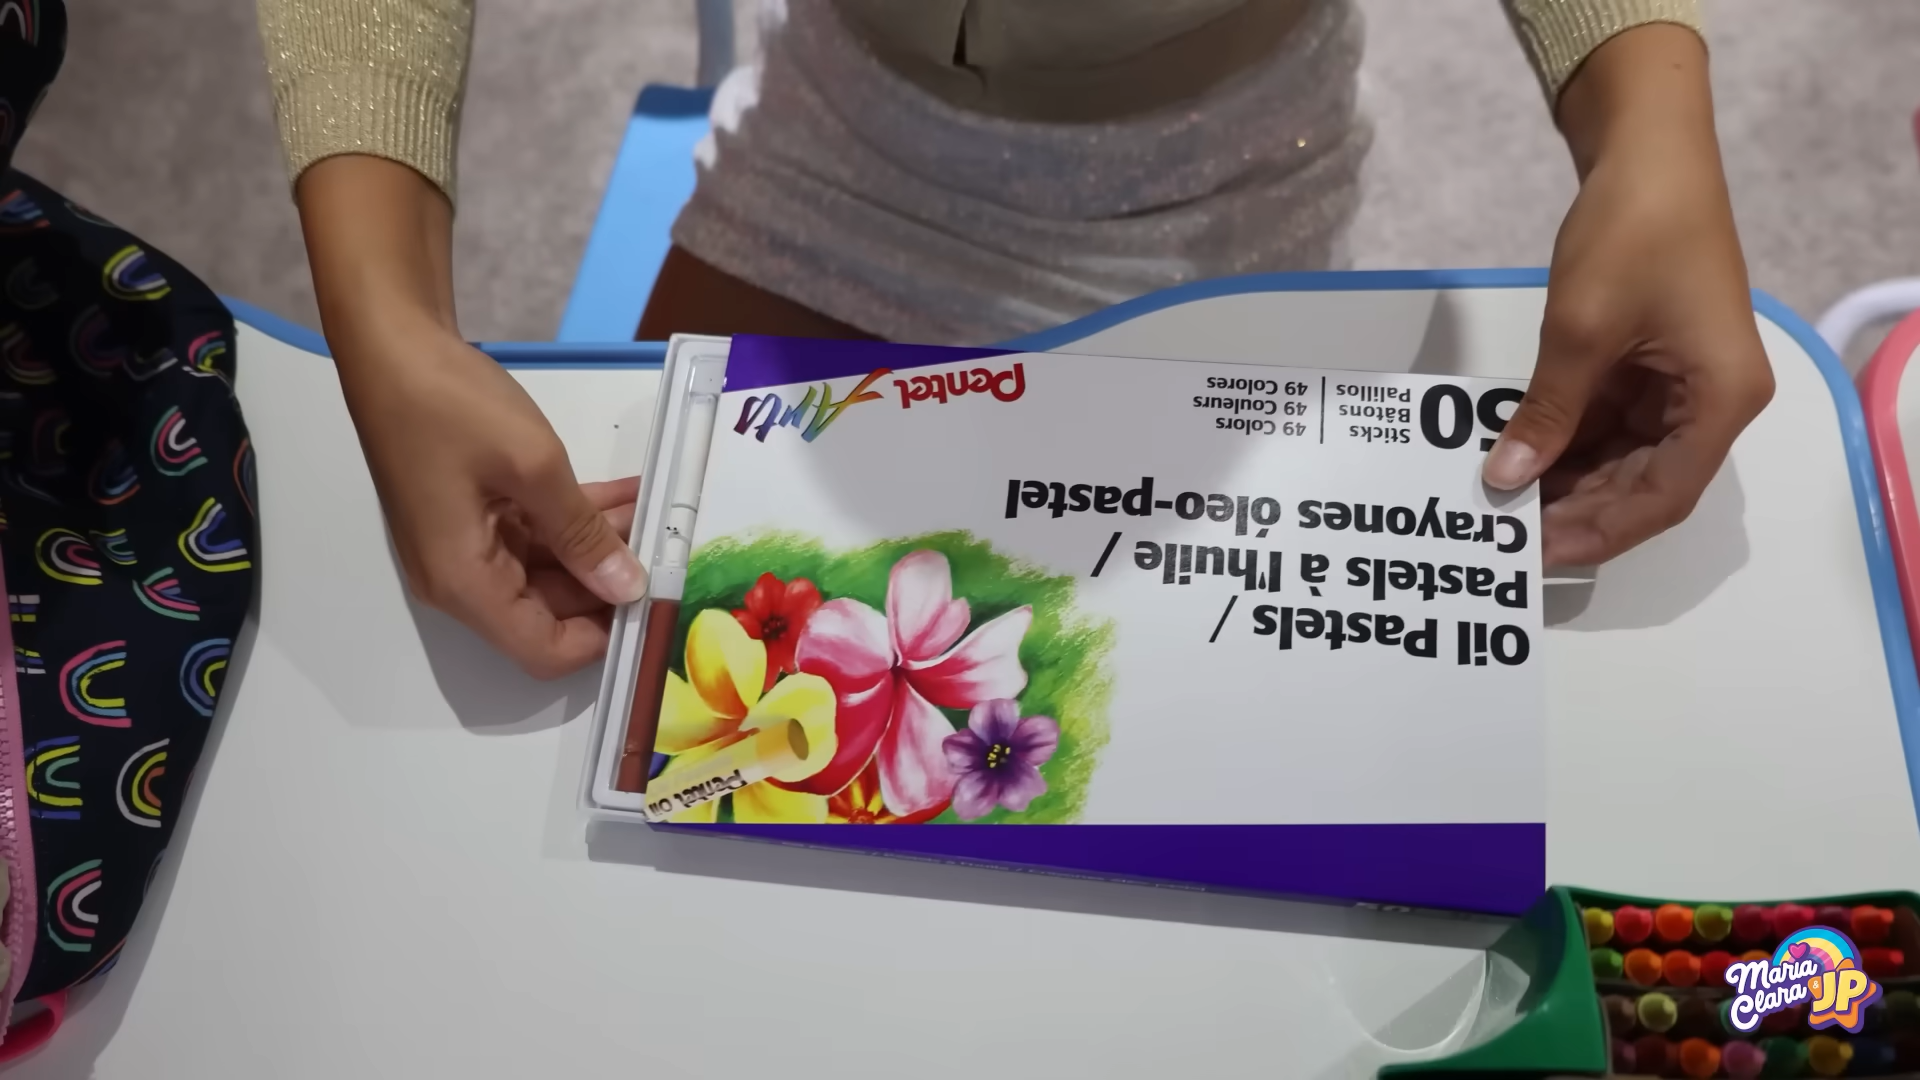 Oil Pastels /
Pastels à l'huile /
Crayones óleo-pastel
50
Sticks
Bâtons
Palillos
49 Colors
49 Couleurs
49 Colores
Pentel Arts
Pentel Oil
Maria
Clara & JP